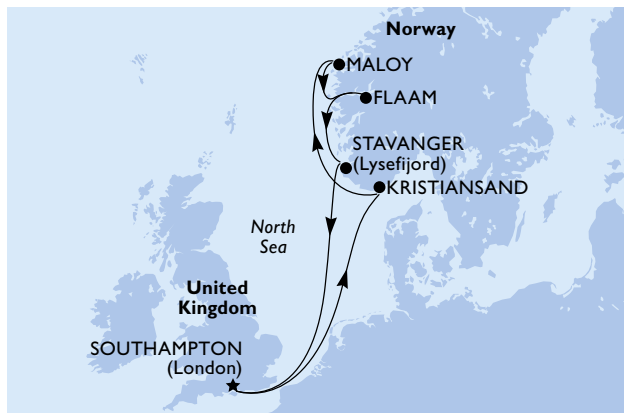 Norway
MALOY
FLAAM
STAVANGER
(Lysefijord)
KRISTIANSAND
North
Sea
United
Kingdom
SOUTHAMPTON
(London)